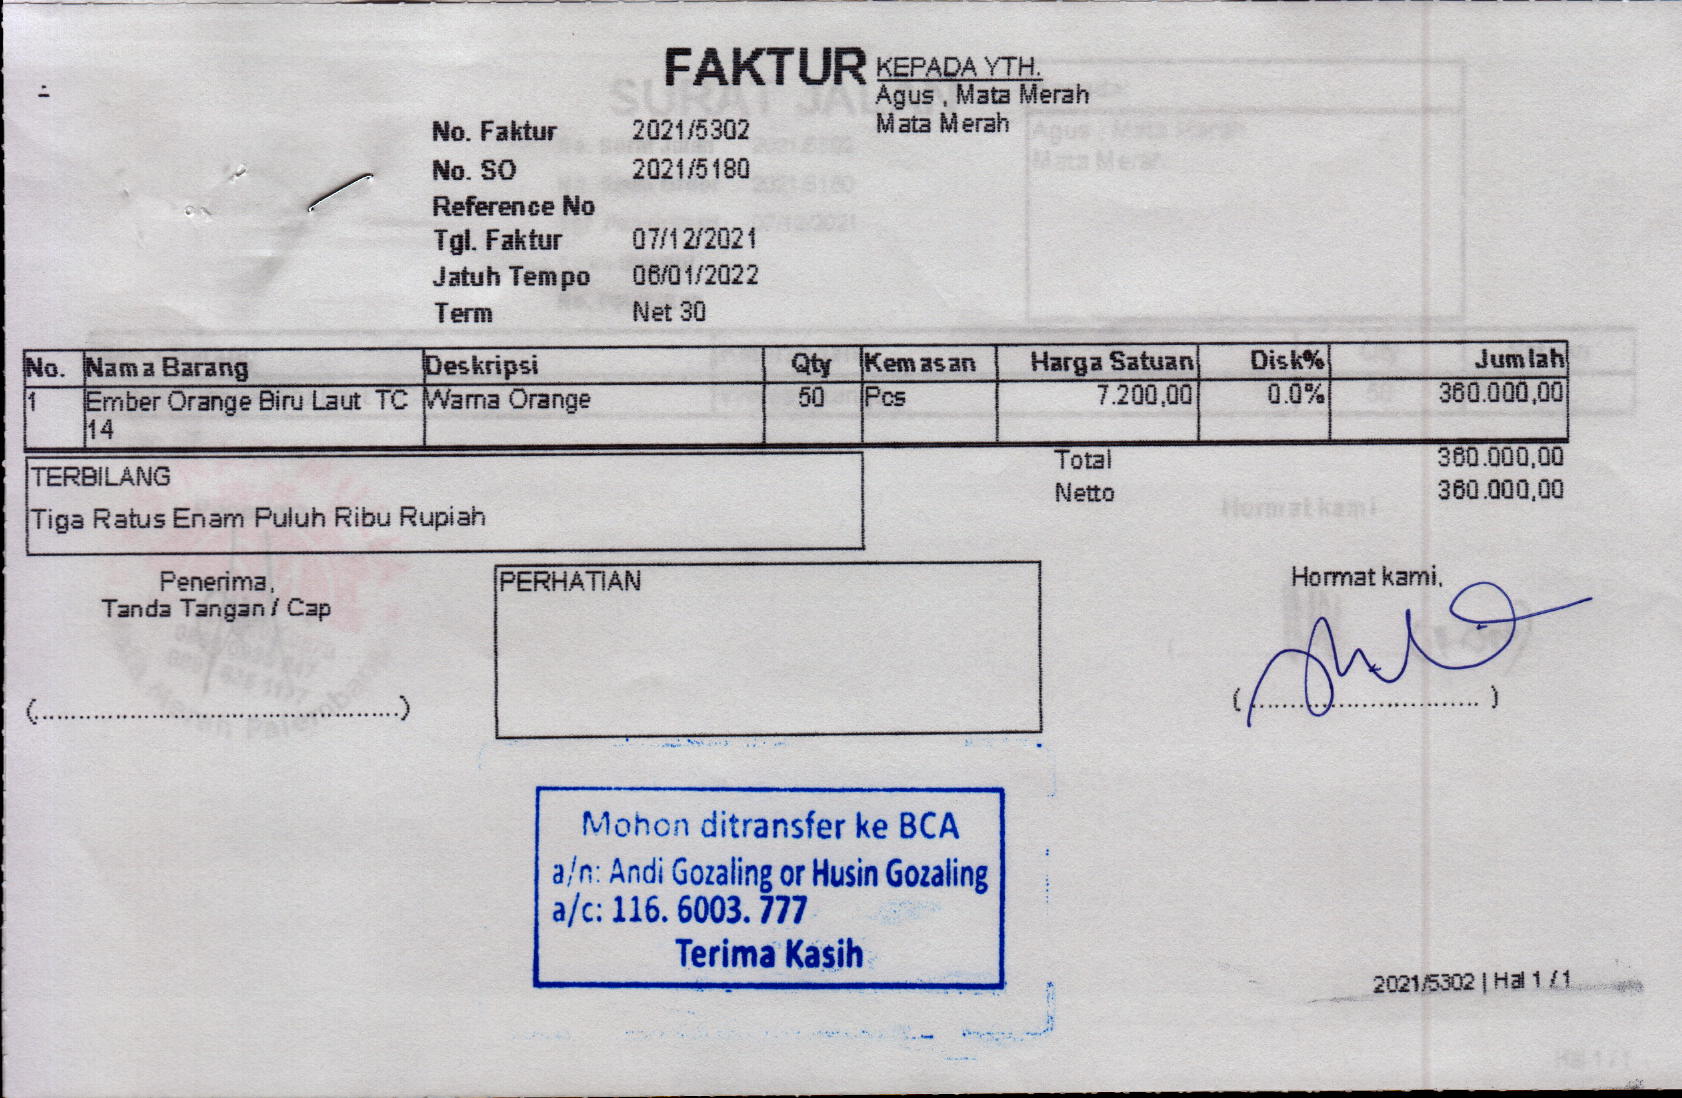 FAKTUR
KEPADA YTH.
Agus , Mata Merah
Mata Merah
No. Faktur 2021/5302
No. SO 2021/5180
Reference No
Tgl. Faktur 07/12/2021
Jatuh Tempo 06/01/2022
Term Net 30
No. Nama Barang Deskripsi Qty Kemasan Harga Satuan Disk% Jumlah
1 Ember Orange Biru Laut TC Warna Orange 50 Pcs 7.200,00 0.0% 360.000,00
14
Total 360.000,00
Netto 360.000,00
TERBILANG
Tiga Ratus Enam Puluh Ribu Rupiah
Penerima,
Tanda Tangan / Cap
(................................................)
PERHATIAN
Hormat kami,
(.............................. )
Mohon ditransfer ke BCA
a/n: Andi Gozaling or Husin Gozaling
a/c: 116. 6003. 777
Terima Kasih
2021/5302 | Hal 1 / 1